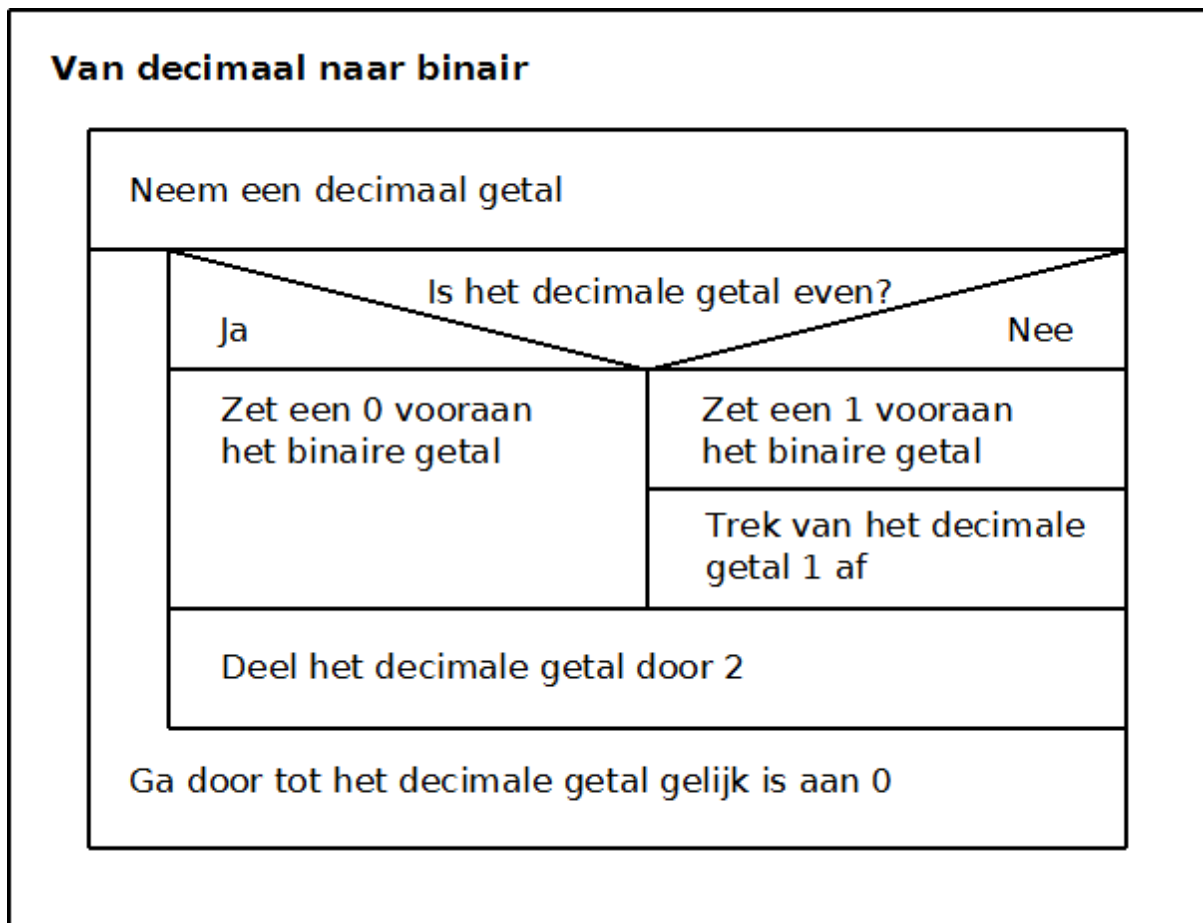 Van decimaal naar binair
Neem een decimaal getal
Is het decimale getal even?
Ja
Nee
Zet een 0 vooraan
het binaire getal
Zet een 1 vooraan
het binaire getal
Trek van het decimale
getal 1 af
Deel het decimale getal door 2
Ga door tot het decimale getal gelijk is aan 0